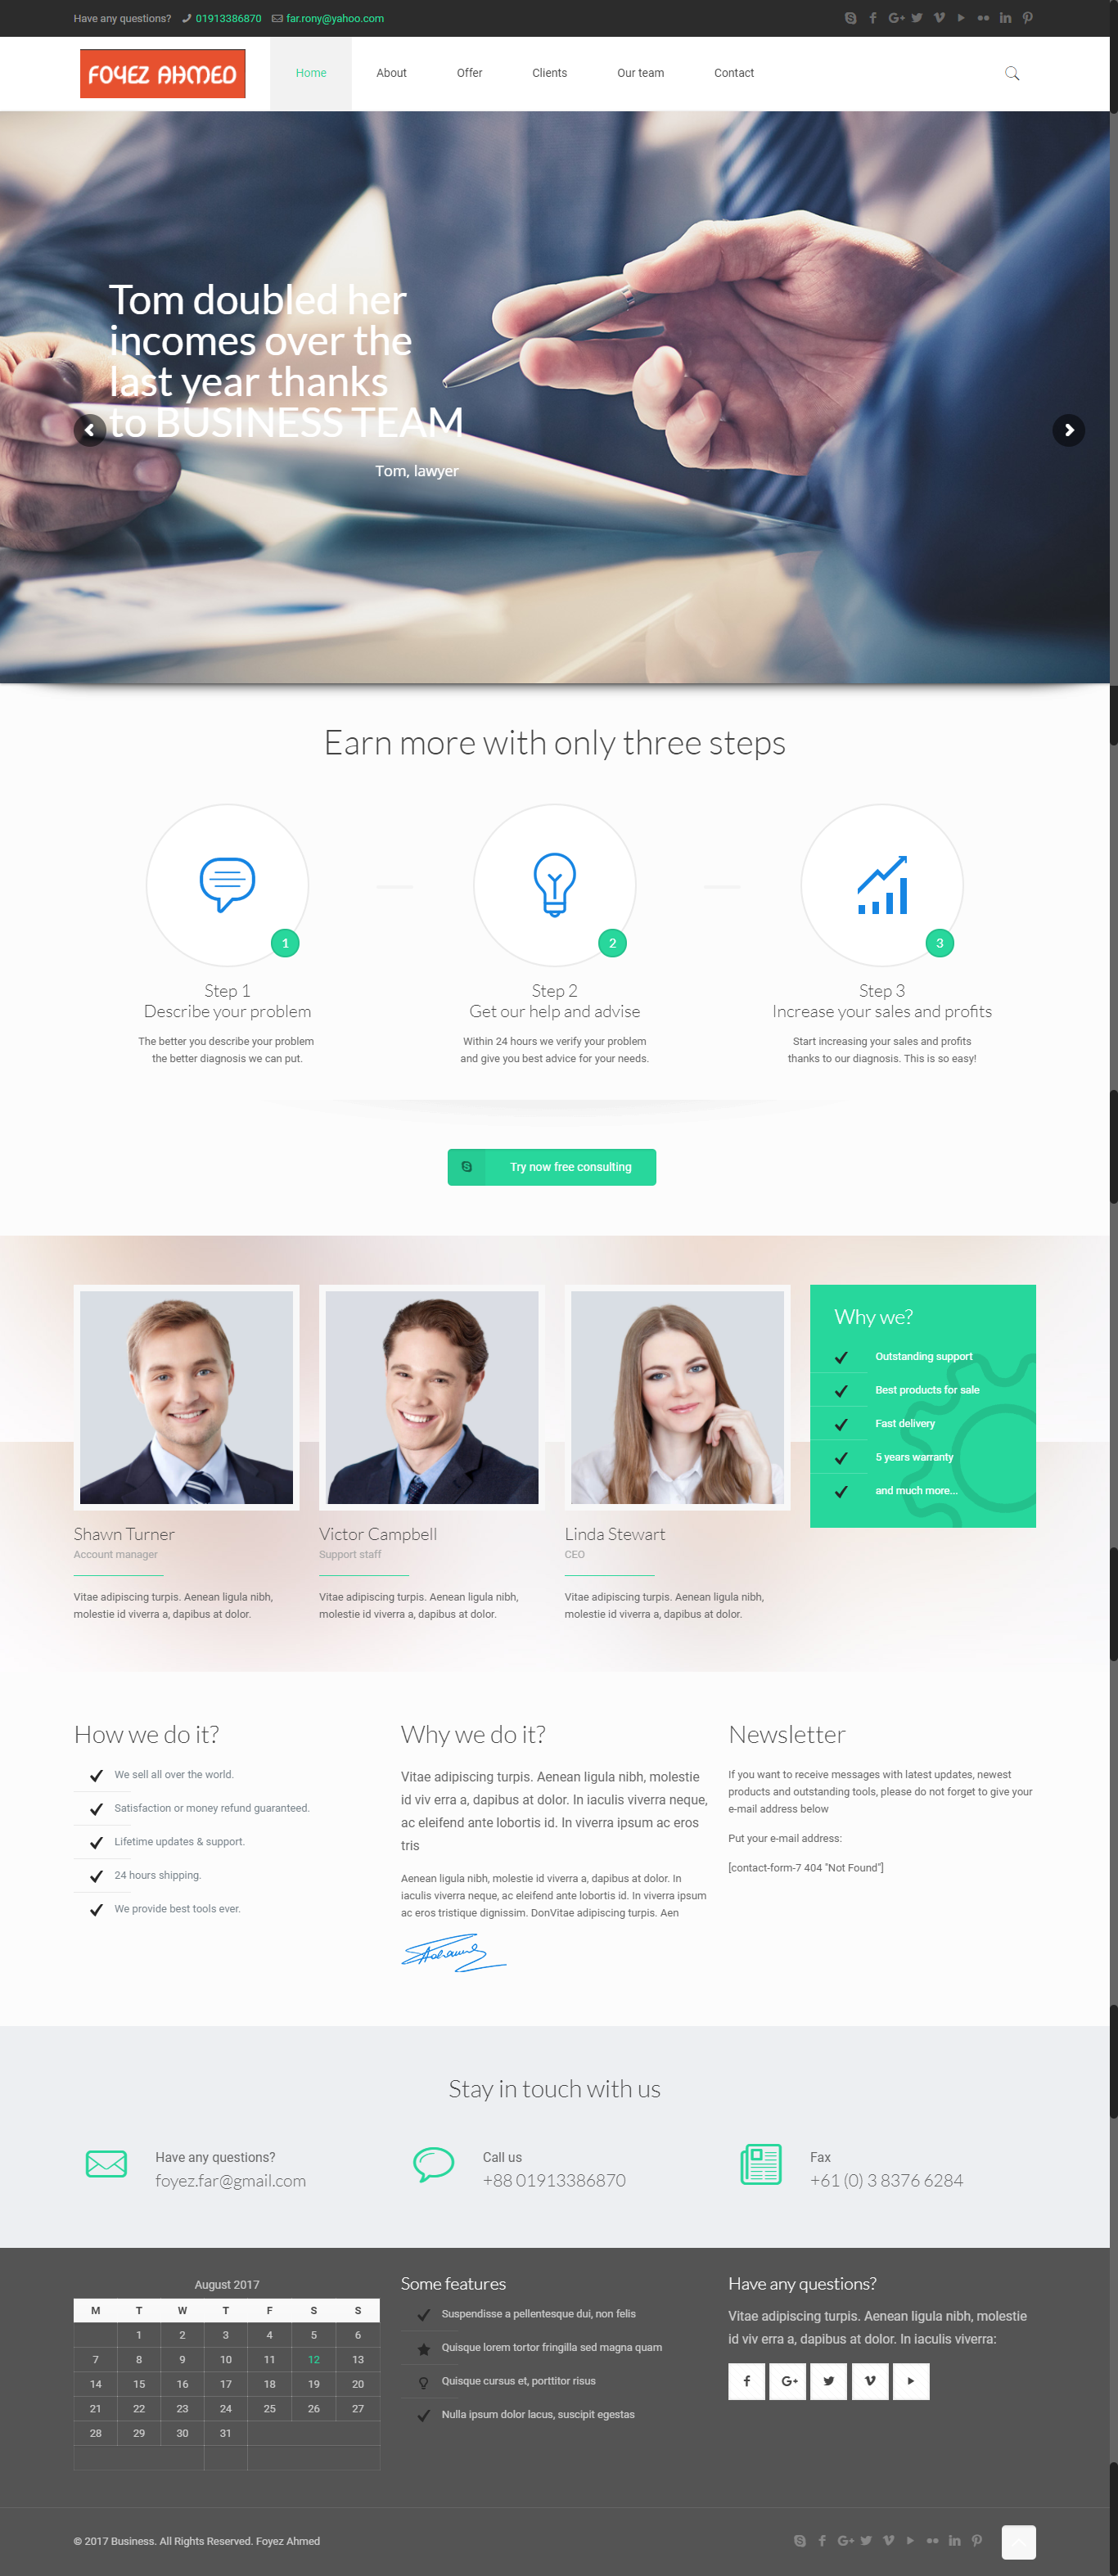 Have any questions? 01913386870 far.rony@yahoo.com
FOYEZ AHMED
Home About Offer Clients Our team Contact
Tom doubled her
incomes over the
last year thanks
to BUSINESS TEAM
Tom, lawyer
Earn more with only three steps
1
Step 1
Describe your problem
The better you describe your problem
the better diagnosis we can put.
2
Step 2
Get our help and advise
Within 24 hours we verify your problem
and give you best advice for your needs.
3
Step 3
Increase your sales and profits
Start increasing your sales and profits
thanks to our diagnosis. This is so easy!
Try now free consulting
Shawn Turner
Account manager
Vitae adipiscing turpis. Aenean ligula nibh,
molestie id viverra a, dapibus at dolor.
Victor Campbell
Support staff
Vitae adipiscing turpis. Aenean ligula nibh,
molestie id viverra a, dapibus at dolor.
Linda Stewart
CEO
Vitae adipiscing turpis. Aenean ligula nibh,
molestie id viverra a, dapibus at dolor.
Why we?
Outstanding support
Best products for sale
Fast delivery
5 years warranty
and much more...
How we do it?
We sell all over the world.
Satisfaction or money refund guaranteed.
Lifetime updates & support.
24 hours shipping.
We provide best tools ever.
Why we do it?
Vitae adipiscing turpis. Aenean ligula nibh, molestie
id viv erra a, dapibus at dolor. In iaculis viverra neque,
ac eleifend ante lobortis id. In viverra ipsum ac eros
tris
Aenean ligula nibh, molestie id viverra a, dapibus at dolor. In
iaculis viverra neque, ac eleifend ante lobortis id. In viverra ipsum
ac eros tristique dignissim. DonVitae adipiscing turpis. Aen
Newsletter
If you want to receive messages with latest updates, newest
products and outstanding tools, please do not forget to give your
e-mail address below
Put your e-mail address:
[contact-form-7 404 "Not Found"]
Stay in touch with us
Have any questions?
foyez.far@gmail.com
Call us
+88 01913386870
Fax
+61 (0) 3 8376 6284
August 2017
M T W T F S S
1 2 3 4 5 6
7 8 9 10 11 12 13
14 15 16 17 18 19 20
21 22 23 24 25 26 27
28 29 30 31
Some features
Suspendisse a pellentesque dui, non felis
Quisque lorem tortor fringilla sed magna quam
Quisque cursus et, porttitor risus
Nulla ipsum dolor lacus, suscipit egestas
Have any questions?
Vitae adipiscing turpis. Aenean ligula nibh, molestie
id viv erra a, dapibus at dolor. In iaculis viverra:
© 2017 Business. All Rights Reserved. Foyez Ahmed